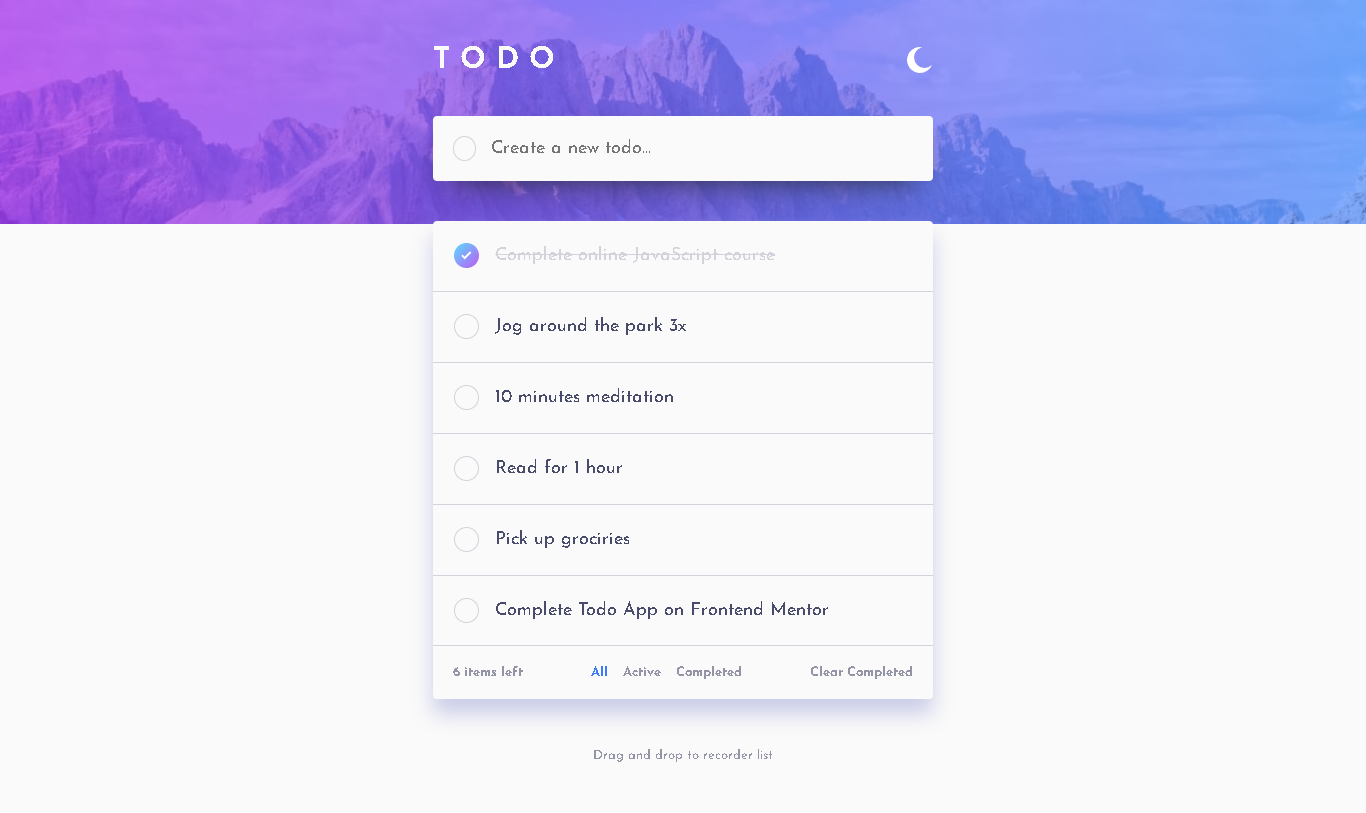 TODO
Create a new todo...
Complete online JavaScript course
Jog around the park 3x
10 minutes meditation
Read for 1 hour
Pick up grociries
Complete Todo App on Frontend Mentor
6 items left All Active Completed Clear Completed
Drag and drop to recorder list